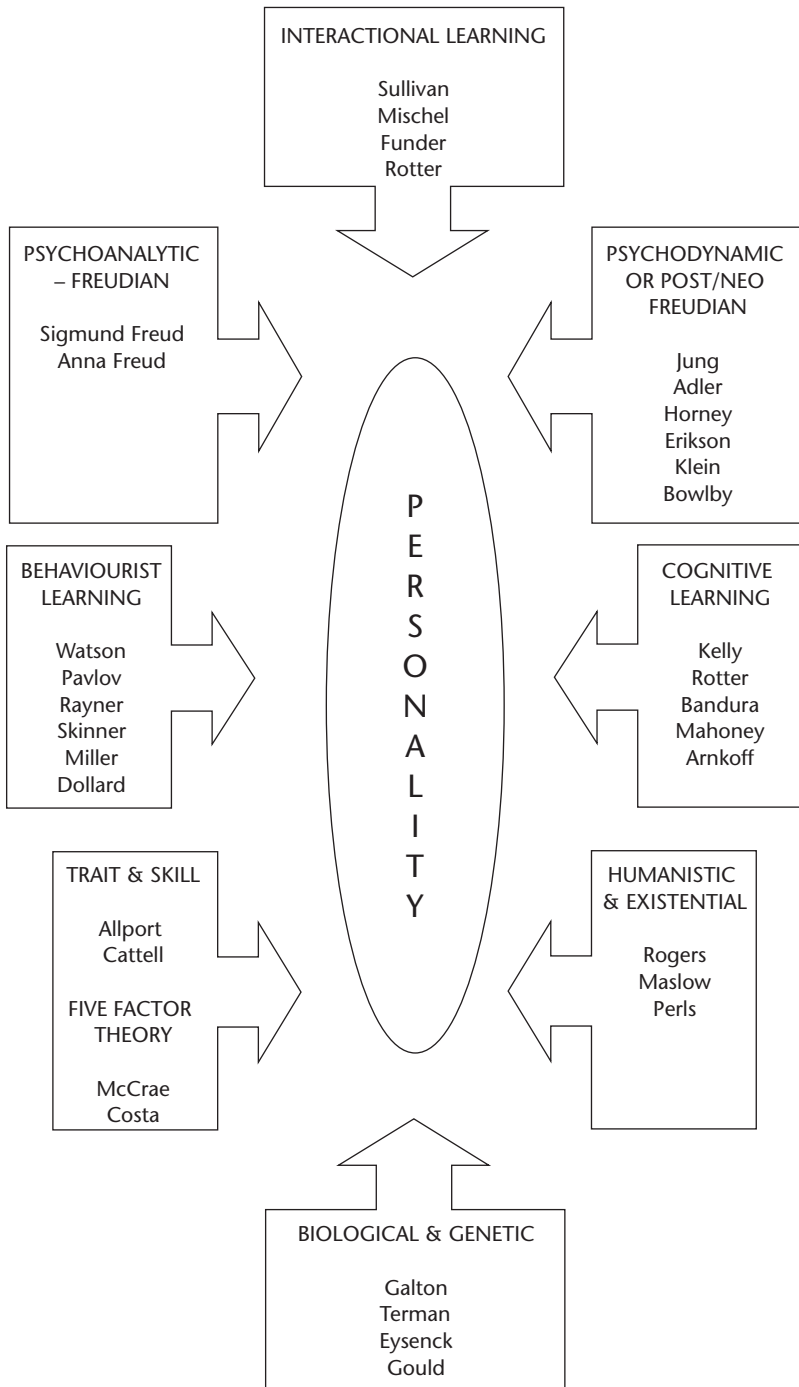 INTERACTIONAL LEARNING
Sullivan
Mischel
Funder
Rotter
PSYCHOANALYTIC
– FREUDIAN
Sigmund Freud
Anna Freud
PSYCHODYNAMIC
OR POST/NEO
FREUDIAN
Jung
Adler
Horney
Erikson
Klein
Bowlby
BEHAVIOURIST
LEARNING
Watson
Pavlov
Rayner
Skinner
Miller
Dollard
PERSONALITY
COGNITIVE
LEARNING
Kelly
Rotter
Bandura
Mahoney
Arnkoff
TRAIT & SKILL
Allport
Cattell
FIVE FACTOR
THEORY
McCrae
Costa
HUMANISTIC
& EXISTENTIAL
Rogers
Maslow
Perls
BIOLOGICAL & GENETIC
Galton
Terman
Eysenck
Gould